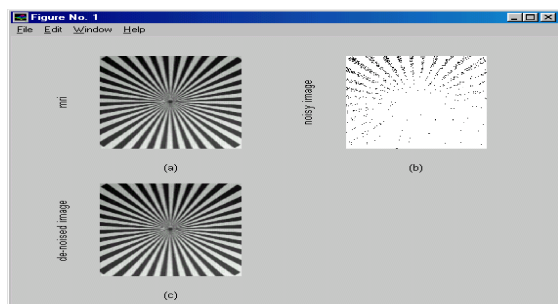 Figure No. 1
File Edit Window Help
mri
(a)
noisy image
(b)
de-noised image
(c)